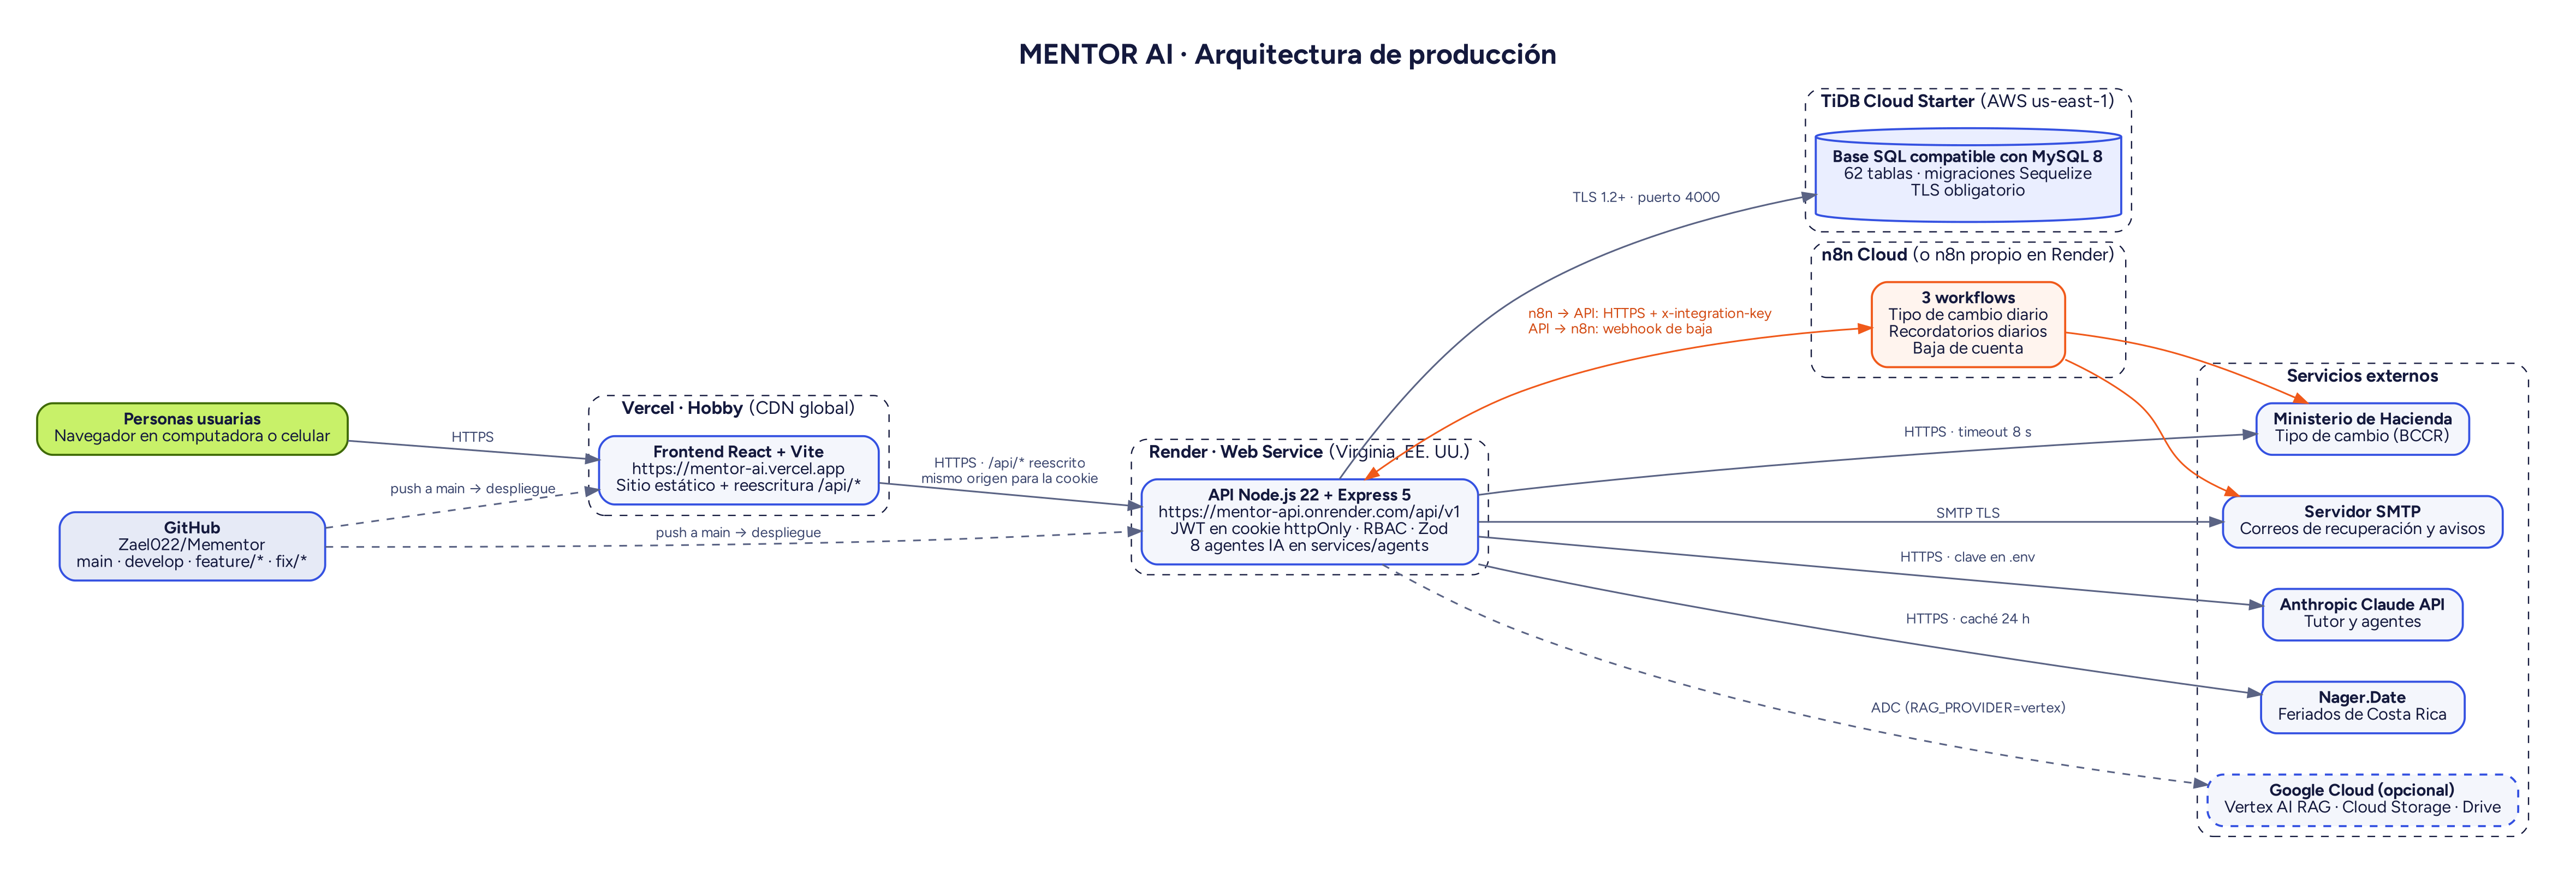 MENTOR AI · Arquitectura de producción
TiDB Cloud Starter (AWS us-east-1)
Base SQL compatible con MySQL 8
62 tablas · migraciones Sequelize
TLS obligatorio
TLS 1.2+ · puerto 4000
n8n Cloud (o n8n propio en Render)
3 workflows
Tipo de cambio diario
Recordatorios diarios
Baja de cuenta
n8n → API: HTTPS + x-integration-key
API → n8n: webhook de baja
Personas usuarias
Navegador en computadora o celular
HTTPS
GitHub
Zael022/Mementor
main · develop · feature/* · fix/*
push a main → despliegue
push a main → despliegue
Vercel · Hobby (CDN global)
Frontend React + Vite
https://mentor-ai.vercel.app
Sitio estático + reescritura /api/*
HTTPS · /api/* reescrito
mismo origen para la cookie
Render · Web Service (Virginia, EE. UU.)
API Node.js 22 + Express 5
https://mentor-api.onrender.com/api/v1
JWT en cookie httpOnly · RBAC · Zod
8 agentes IA en services/agents
HTTPS · timeout 8 s
SMTP TLS
HTTPS · clave en .env
HTTPS · caché 24 h
ADC (RAG_PROVIDER=vertex)
Servicios externos
Ministerio de Hacienda
Tipo de cambio (BCCR)
Servidor SMTP
Correos de recuperación y avisos
Anthropic Claude API
Tutor y agentes
Nager.Date
Feriados de Costa Rica
Google Cloud (opcional)
Vertex AI RAG · Cloud Storage · Drive